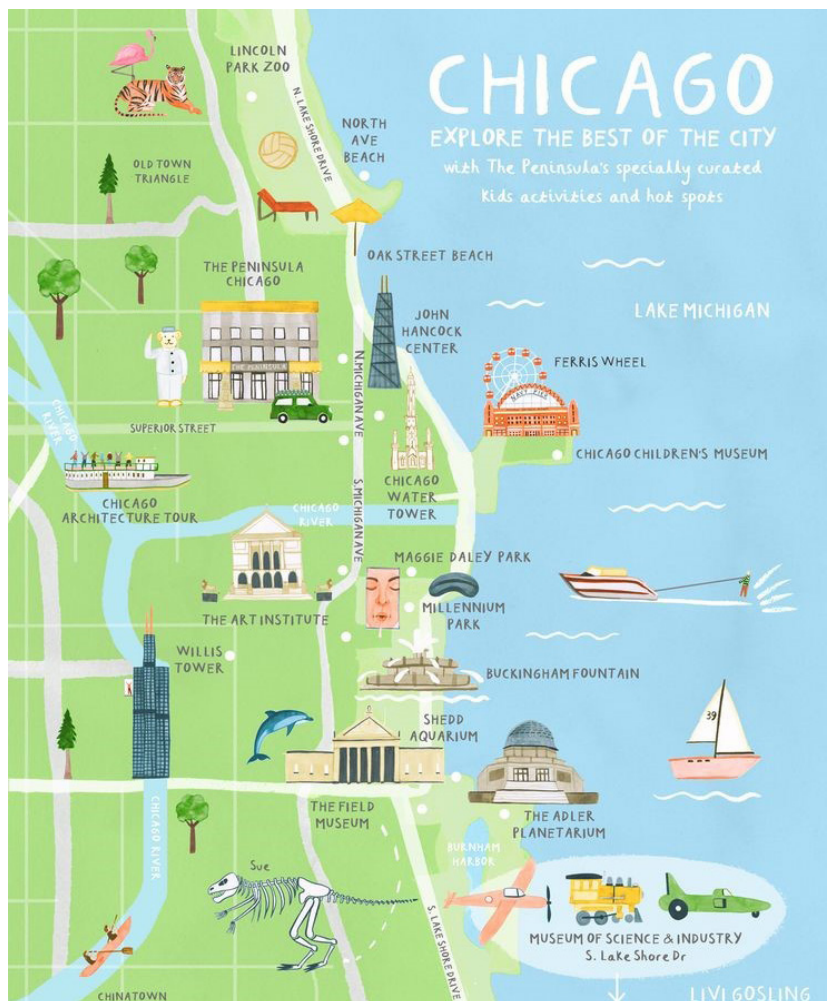 CHICAGO
EXPLORE THE BEST OF THE CITY
with The Peninsula's specially curated
kids activities and hot spots
LINCOLN
PARK ZOO
N. LAKE SHORE DRIVE
NORTH
AVE
BEACH
OLD TOWN
TRIANGLE
OAK STREET BEACH
THE PENINSULA
CHICAGO
THE PENINSULA
JOHN
HANCOCK
CENTER
LAKE MICHIGAN
N. MICHIGAN AVE
FERRIS WHEEL
NAVY PIER
CHICAGO
RIVER
SUPERIOR STREET
CHICAGO CHILDREN'S MUSEUM
CHICAGO
WATER
TOWER
CHICAGO
ARCHITECTURE TOUR
CHICAGO
RIVER
S. MICHIGAN AVE
MAGGIE DALEY PARK
THE ART INSTITUTE
MILLENNIUM
PARK
WILLIS
TOWER
BUCKINGHAM FOUNTAIN
39
SHEDD
AQUARIUM
THE FIELD
MUSEUM
THE ADLER
PLANETARIUM
CHICAGO RIVER
BURNHAM
HARBOR
Sue
S. LAKE SHORE DRIVE
MUSEUM OF SCIENCE & INDUSTRY
S. Lake Shore Dr
CHINATOWN
LIVI GOSLING